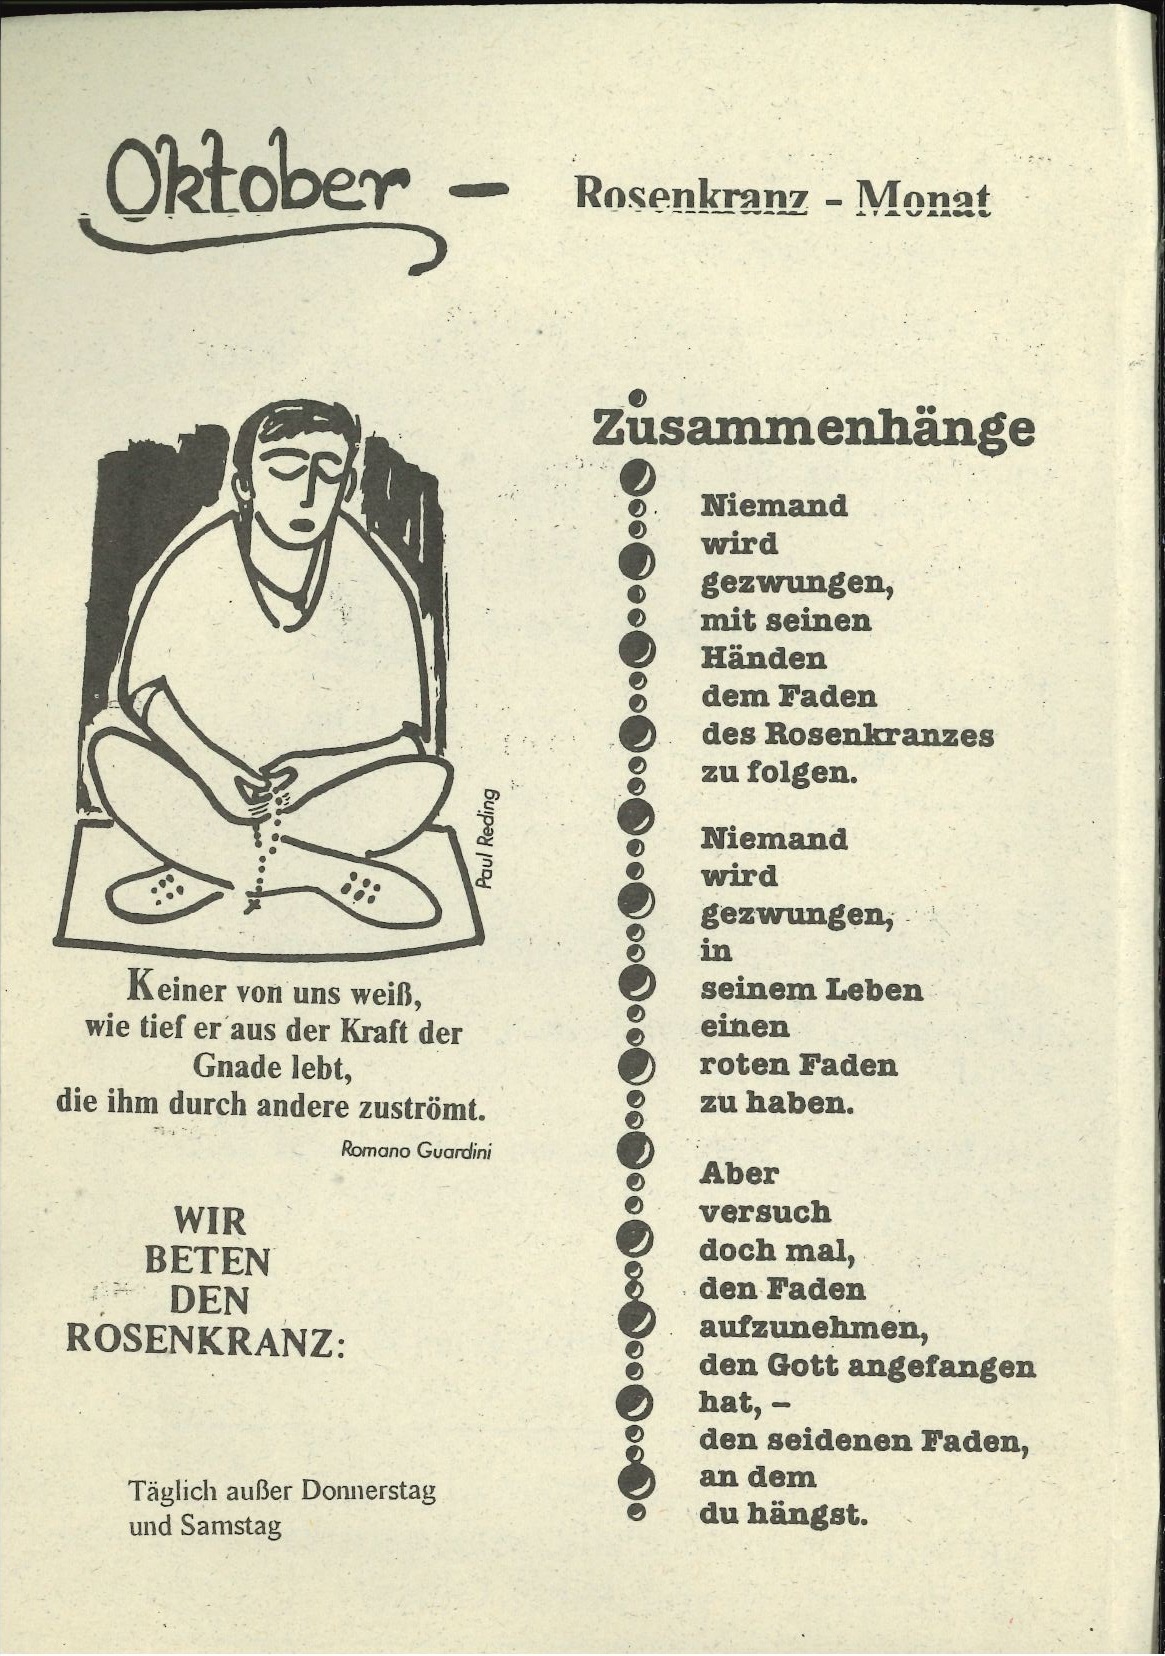 Oktober – Rosenkranz - Monat
Keiner von uns weiß,
wie tief er aus der Kraft der
Gnade lebt,
die ihm durch andere zuströmt.
Romano Guardini
Paul Reding
WIR
BETEN
DEN
ROSENKRANZ:
Täglich außer Donnerstag
und Samstag
Zusammenhänge
Niemand
wird
gezwungen,
mit seinen
Händen
dem Faden
des Rosenkranzes
zu folgen.
Niemand
wird
gezwungen,
in
seinem Leben
einen
roten Faden
zu haben.
Aber
versuch
doch mal,
den Faden
aufzunehmen,
den Gott angefangen
hat, –
den seidenen Faden,
an dem
du hängst.